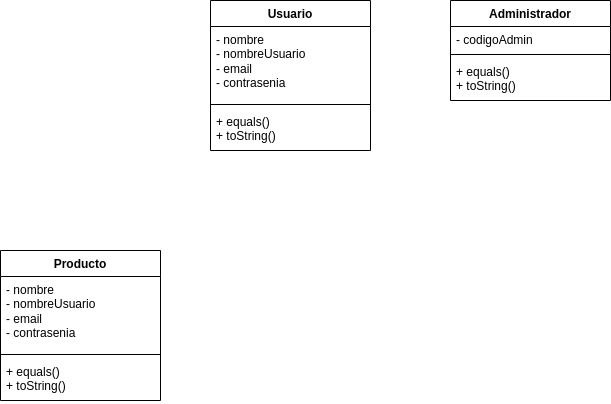 Usuario
- nombre
- nombreUsuario
- email
- contrasenia
+ equals()
+ toString()
Administrador
- codigoAdmin
+ equals()
+ toString()
Producto
- nombre
- nombreUsuario
- email
- contrasenia
+ equals()
+ toString()